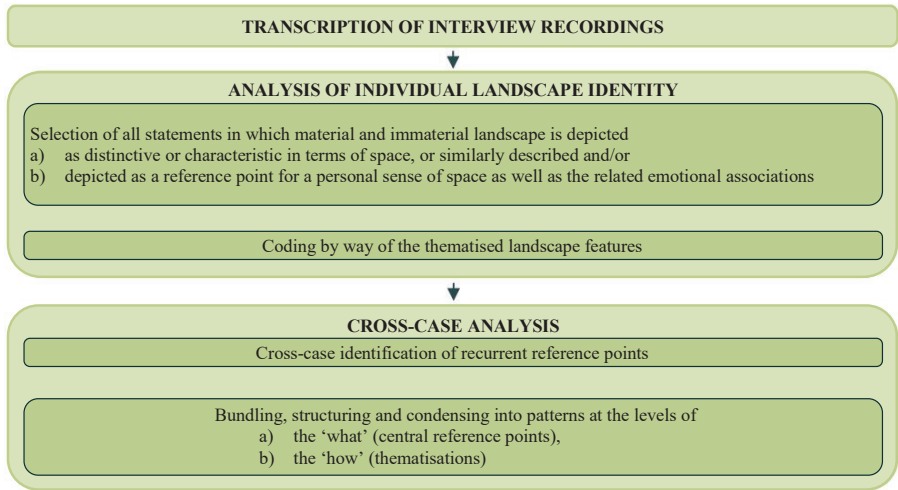 TRANSCRIPTION OF INTERVIEW RECORDINGS
ANALYSIS OF INDIVIDUAL LANDSCAPE IDENTITY
Selection of all statements in which material and immaterial landscape is depicted
a) as distinctive or characteristic in terms of space, or similarly described and/or
b) depicted as a reference point for a personal sense of space as well as the related emotional associations
Coding by way of the thematised landscape features
CROSS-CASE ANALYSIS
Cross-case identification of recurrent reference points
Bundling, structuring and condensing into patterns at the levels of
a) the ‘what’ (central reference points),
b) the ‘how’ (thematisations)